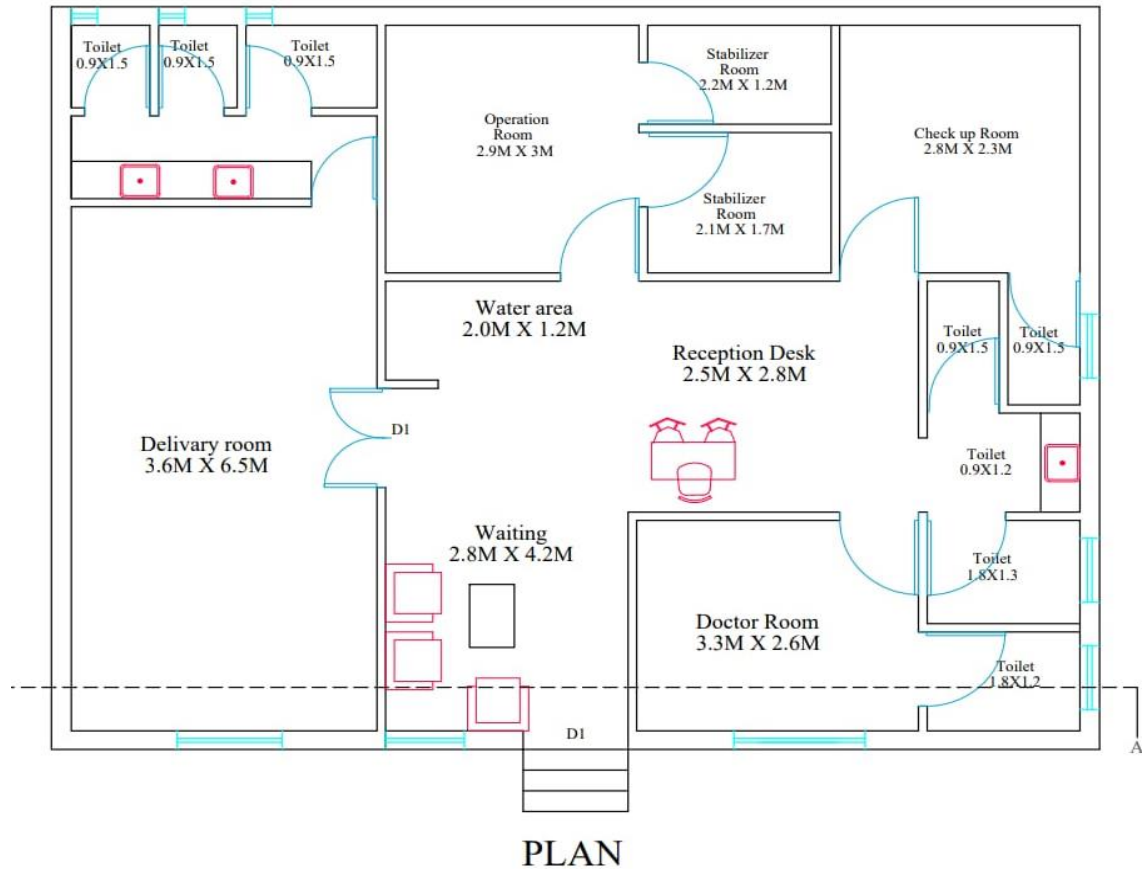 Toilet
0.9X1.5
Toilet
0.9X1.5
Toilet
0.9X1.5
Stabilizer
Room
2.2M X 1.2M
Operation
Room
2.9M X 3M
Check up Room
2.8M X 2.3M
Stabilizer
Room
2.1M X 1.7M
Water area
2.0M X 1.2M
Reception Desk
2.5M X 2.8M
Toilet
0.9X1.5
Toilet
0.9X1.5
Delivary room
3.6M X 6.5M
D1
Toilet
0.9X1.2
Waiting
2.8M X 4.2M
Toilet
1.8X1.3
Doctor Room
3.3M X 2.6M
Toilet
1.8X1.2
D1
A
PLAN